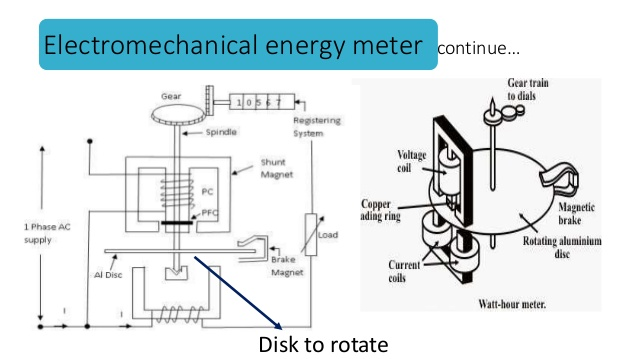 Electromechanical energy meter continue...
Gear
1 0 5 6 7
Registering
System
Spindle
Shunt
Magnet
PC
PFC
1 Phase AC
supply
Load
Al Disc
Brake
Magnet
I
I
Disk to rotate
Gear train
to dials
Voltage
coil
Copper
ading ring
Magnetic
brake
Rotating aluminium
disc
Current
coils
Watt-hour meter.